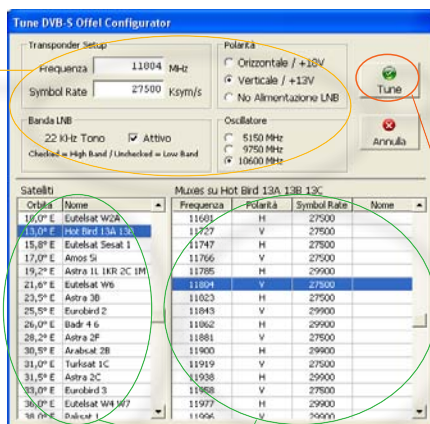 Tune DVB-S Offel Configurator
Transponder Setup
Frequenza 11804 MHz
Symbol Rate 27500 Ksym/s
Polarità
Orizzontale / +18V
Verticale / +13V
No Alimentazione LNB
Tune
Banda LNB
22 KHz Tono Attivo
Checked = High Band / Unchecked = Low Band
Oscillatore
5150 MHz
9750 MHz
10600 MHz
Annulla
Satelliti
Orbita Nome
10,0° E Eutelsat W2A
13,0° E Hot Bird 13A 13B
15,8° E Eutelsat Sesat 1
17,0° E Amos 5i
19,2° E Astra 1L 1KR 2C 1M
21,6° E Eutelsat W6
23,5° E Astra 3B
25,5° E Eurobird 2
26,0° E Badr 4 6
28,2° E Astra 2F
30,5° E Arabsat 2B
31,0° E Turksat 1C
31,5° E Astra 2C
33,0° E Eurobird 3
36,0° E Eutelsat W4 W7
38,0° E Paksat 1
Muxes su Hot Bird 13A 13B 13C
Frequenza Polarità Symbol Rate Nome
11681 H 27500
11727 V 27500
11747 H 27500
11766 V 27500
11785 H 29900
11804 V 27500
11823 H 27500
11843 V 29900
11862 H 29900
11881 V 27500
11900 H 29900
11919 V 27500
11938 H 29900
11958 V 27500
11977 H 29900
11996 V 29900